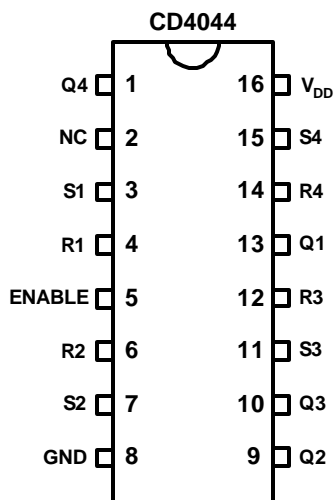 CD4044
Q4 1 16 VDD
NC 2 15 S4
S1 3 14 R4
R1 4 13 Q1
ENABLE 5 12 R3
R2 6 11 S3
S2 7 10 Q3
GND 8 9 Q2